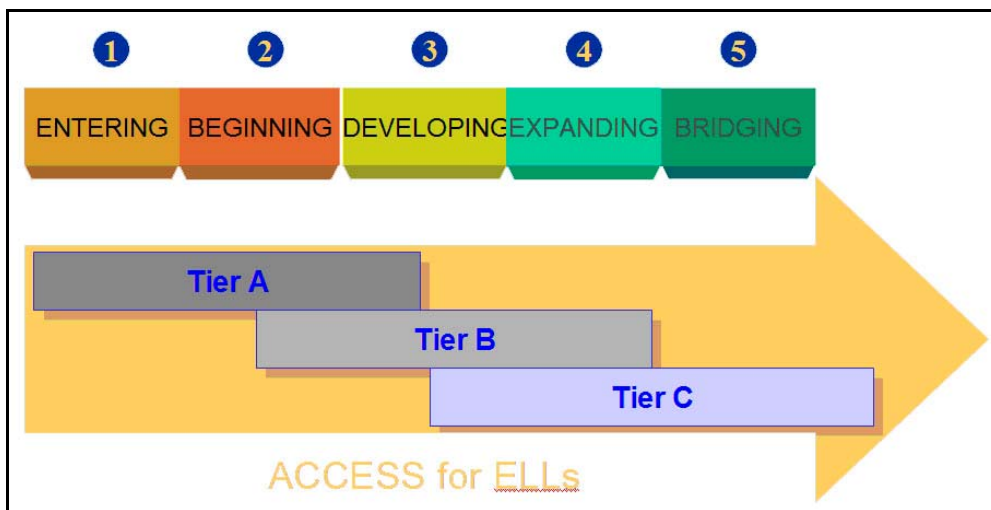 1 2 3 4 5
ENTERING BEGINNING DEVELOPING EXPANDING BRIDGING
Tier A
Tier B
Tier C
ACCESS for ELLs